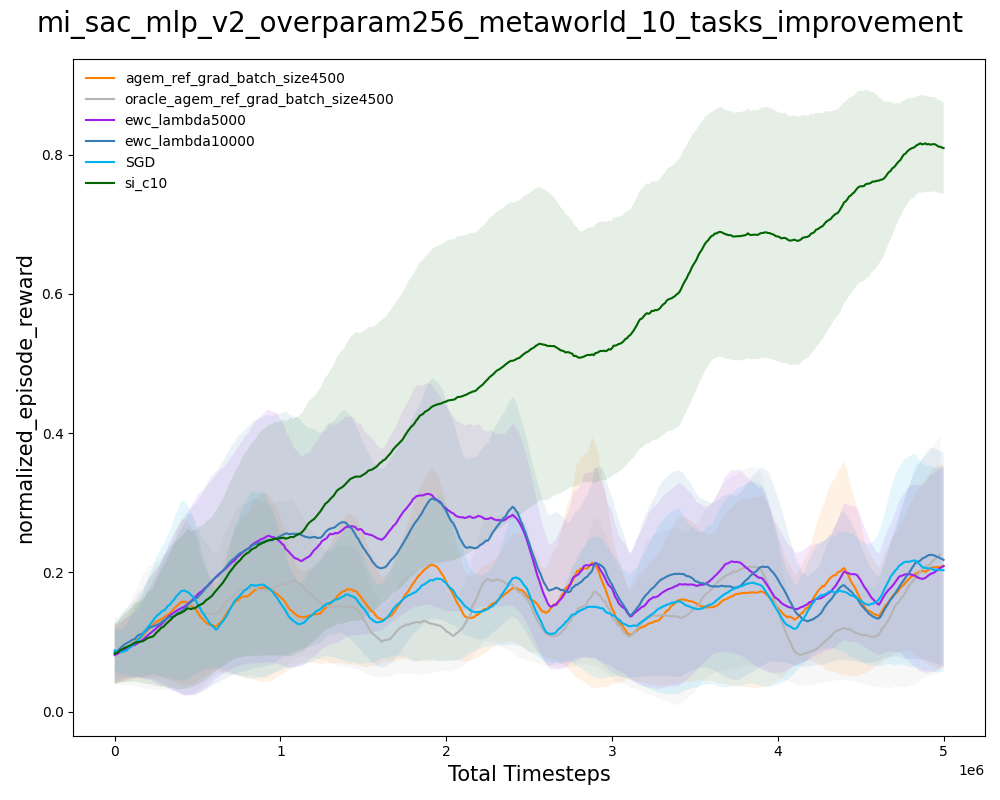 mi_sac_mlp_v2_overparam256_metaworld_10_tasks_improvement
agem_ref_grad_batch_size4500
oracle_agem_ref_grad_batch_size4500
ewc_lambda5000
ewc_lambda10000
SGD
si_c10
normalized_episode_reward
0.8
0.6
0.4
0.2
0.0
0 1 2 3 4 5
1e6
Total Timesteps